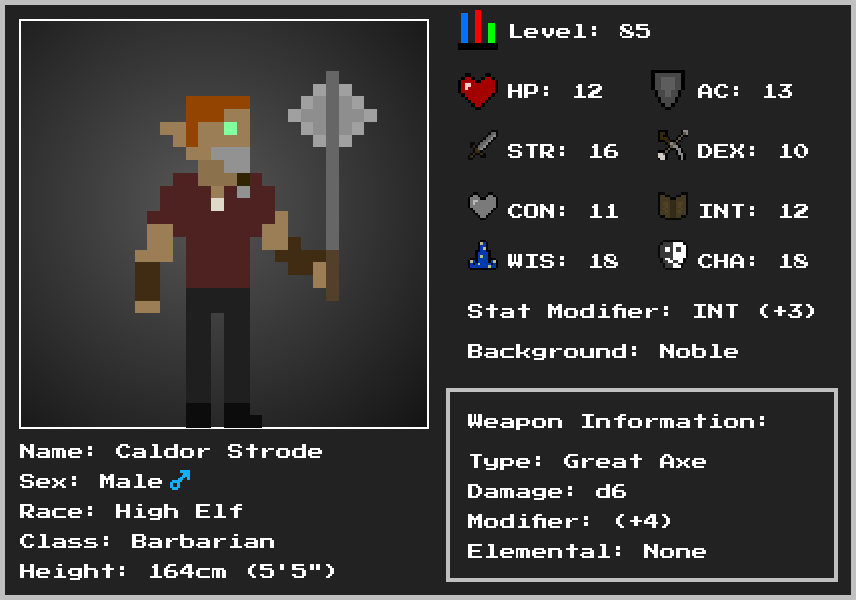 Level: 85
HP: 12 AC: 13
STR: 16 DEX: 10
CON: 11 INT: 12
WIS: 18 CHA: 18
Stat Modifier: INT (+3)
Background: Noble
Weapon Information:
Type: Great Axe
Damage: d6
Modifier: (+4)
Elemental: None
Name: Caldor Strode
Sex: Male ♂
Race: High Elf
Class: Barbarian
Height: 164cm (5'5")